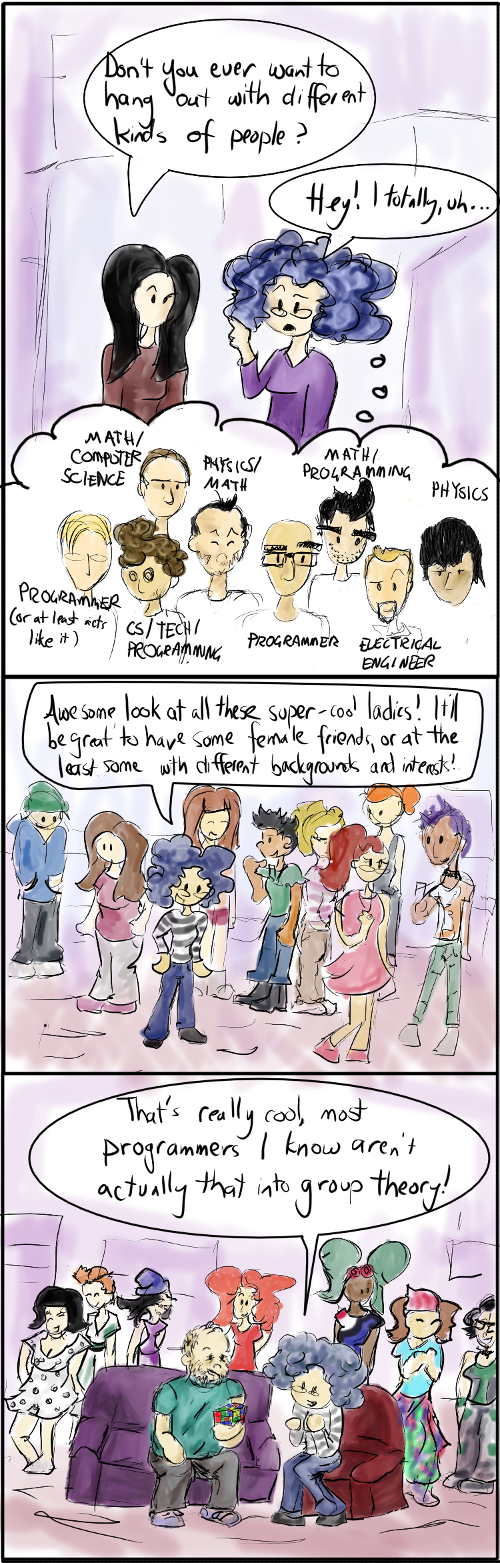 Don't you ever want to
hang out with different
kinds of people?
Hey! I totally, uh...
MATH/
COMPUTER
SCIENCE
PHYSICS/
MATH
MATH/
PROGRAMMING
PHYSICS
PROGRAMMER
(or at least acts
like it)
CS/TECH/
PROGRAMMING
PROGRAMMER
ELECTRICAL
ENGINEER
Awesome look at all these super-cool ladies! It'll
be great to have some female friends, or at the
least some with different backgrounds and interests!
That's really cool, most
programmers I know aren't
actually that into group theory!